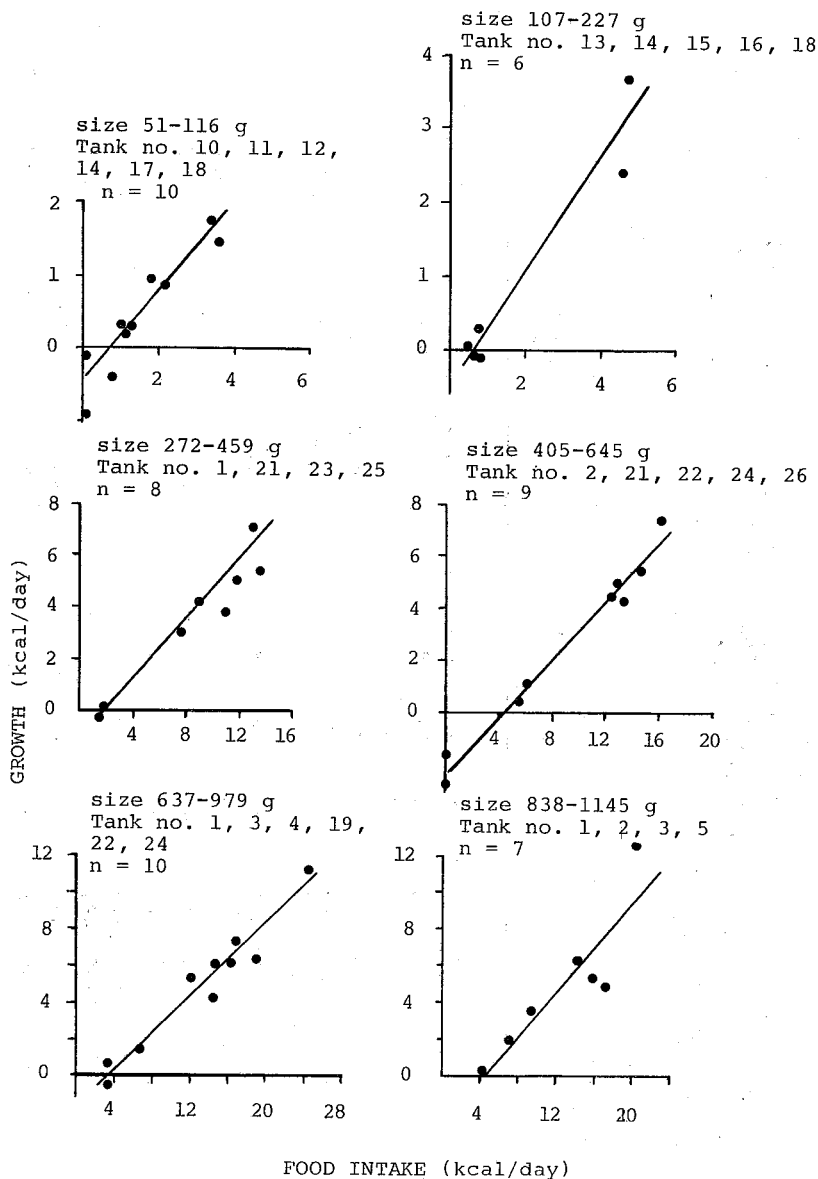 size 51-116 g
Tank no. 10, 11, 12,
14, 17, 18
n = 10
2
1
0
2
4
6
size 107-227 g
Tank no. 13, 14, 15, 16, 18
n = 6
4
3
2
1
0
2
4
6
size 272-459 g
Tank no. 1, 21, 23, 25
n = 8
8
6
4
2
0
4
8
12
16
size 405-645 g
Tank no. 2, 21, 22, 24, 26
n = 9
8
6
4
2
0
4
8
12
16
20
size 637-979 g
Tank no. 1, 3, 4, 19,
22, 24
n = 10
12
8
4
0
4
12
20
28
size 838-1145 g
Tank no. 1, 2, 3, 5
n = 7
12
8
4
0
4
12
20
GROWTH (kcal/day)
FOOD INTAKE (kcal/day)